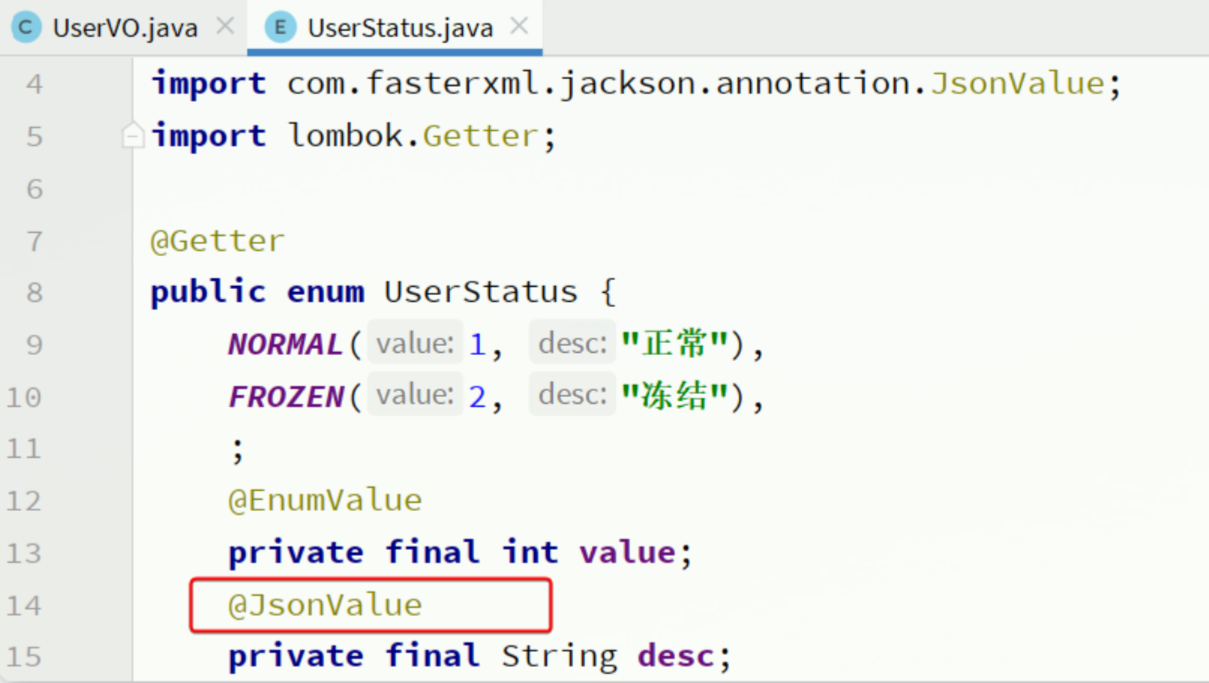 C UserVO.java × E UserStatus.java ×
4 import com.fasterxml.jackson.annotation.JsonValue;
5 import lombok.Getter;
6
7 @Getter
8 public enum UserStatus {
9 NORMAL( value: 1, desc: "正常"),
10 FROZEN( value: 2, desc: "冻结"),
11 ;
12 @EnumValue
13 private final int value;
14 @JsonValue
15 private final String desc;